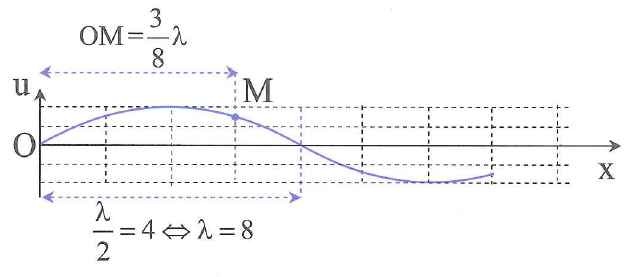 OM = 3/8 λ
u
M
O
x
λ/2 = 4 ⇔ λ = 8